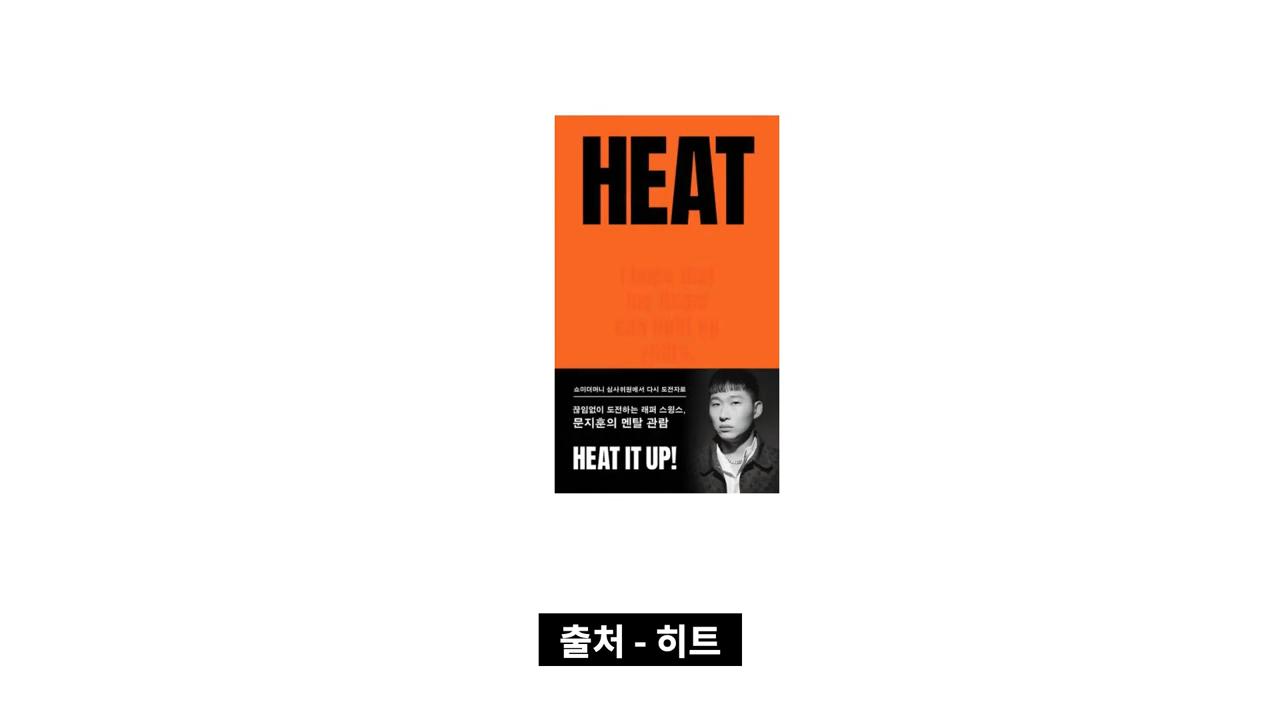 HEAT
쇼미더머니 심사위원에서 다시 도전자로
끊임없이 도전하는 래퍼 스윙스,
문지훈의 멘탈 관람
HEAT IT UP!
출처 - 히트